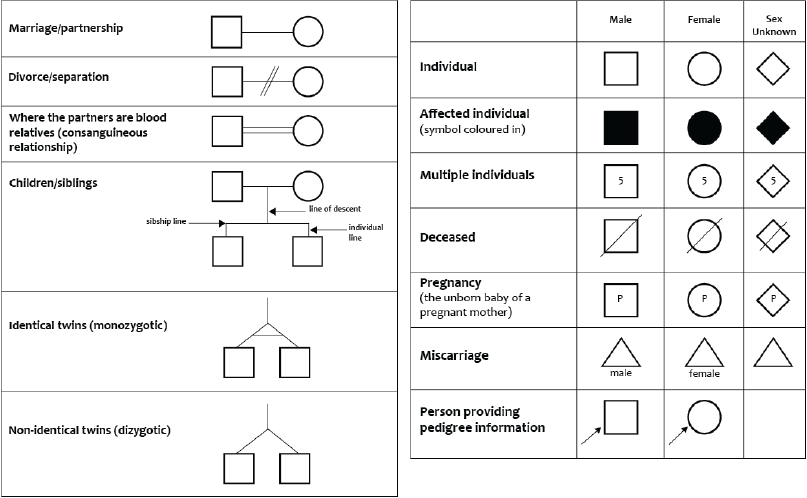 Marriage/partnership
Divorce/separation
Where the partners are blood
relatives (consanguineous
relationship)
Children/siblings
line of descent
sibship line
individual
line
Identical twins (monozygotic)
Non-identical twins (dizygotic)
Male Female Sex
Unknown
Individual
Affected individual
(symbol coloured in)
Multiple individuals 5 5 5
Deceased
Pregnancy
(the unborn baby of a
pregnant mother) P P P
Miscarriage
male female
Person providing
pedigree information